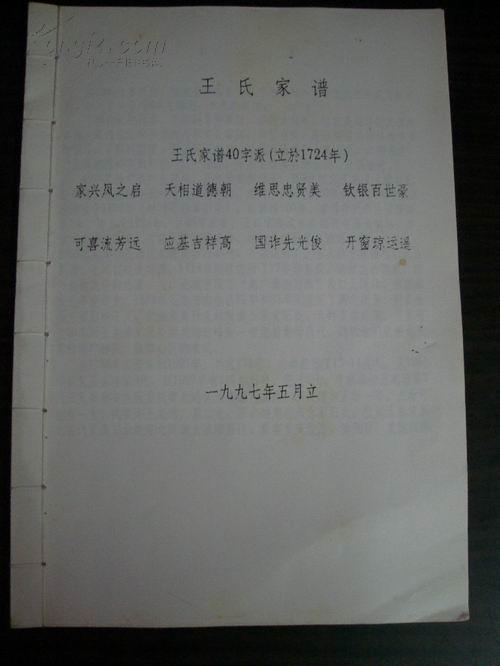 王氏家谱
王氏家谱40字派(立於1724年)
家兴凤之启 天相道德朝 维思忠贤美 钦银百世豪
可喜流芳远 应基吉祥高 国诈先光俊 开蜜琼运遥
一九九七年五月立